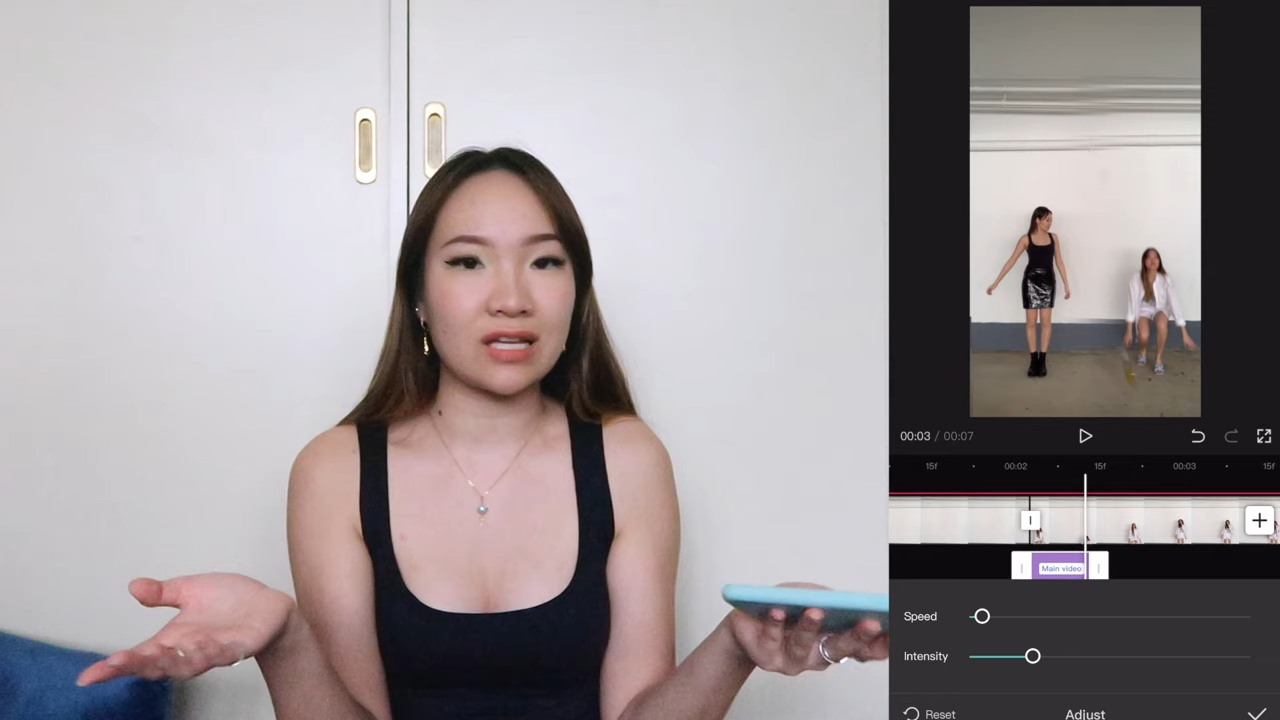 00:03 / 00:07
15f 00:02 15f 00:03 15f
Main video
Speed
Intensity
Reset Adjust